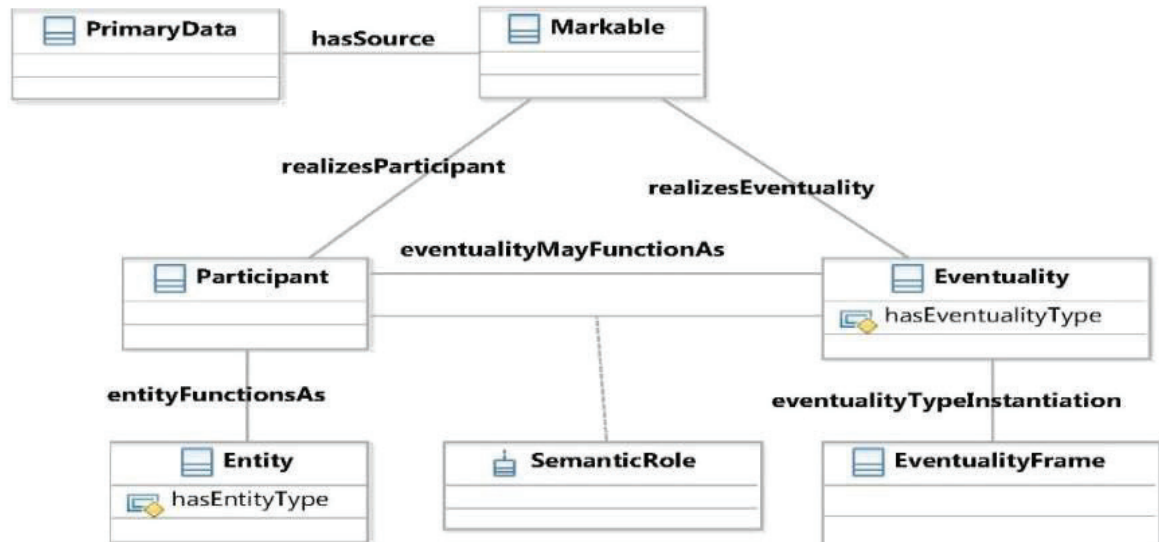 PrimaryData
hasSource
Markable
realizesParticipant
realizesEventuality
eventualityMayFunctionAs
Participant
Eventuality
hasEventualityType
entityFunctionsAs
eventualityTypeInstantiation
Entity
hasEntityType
SemanticRole
EventualityFrame